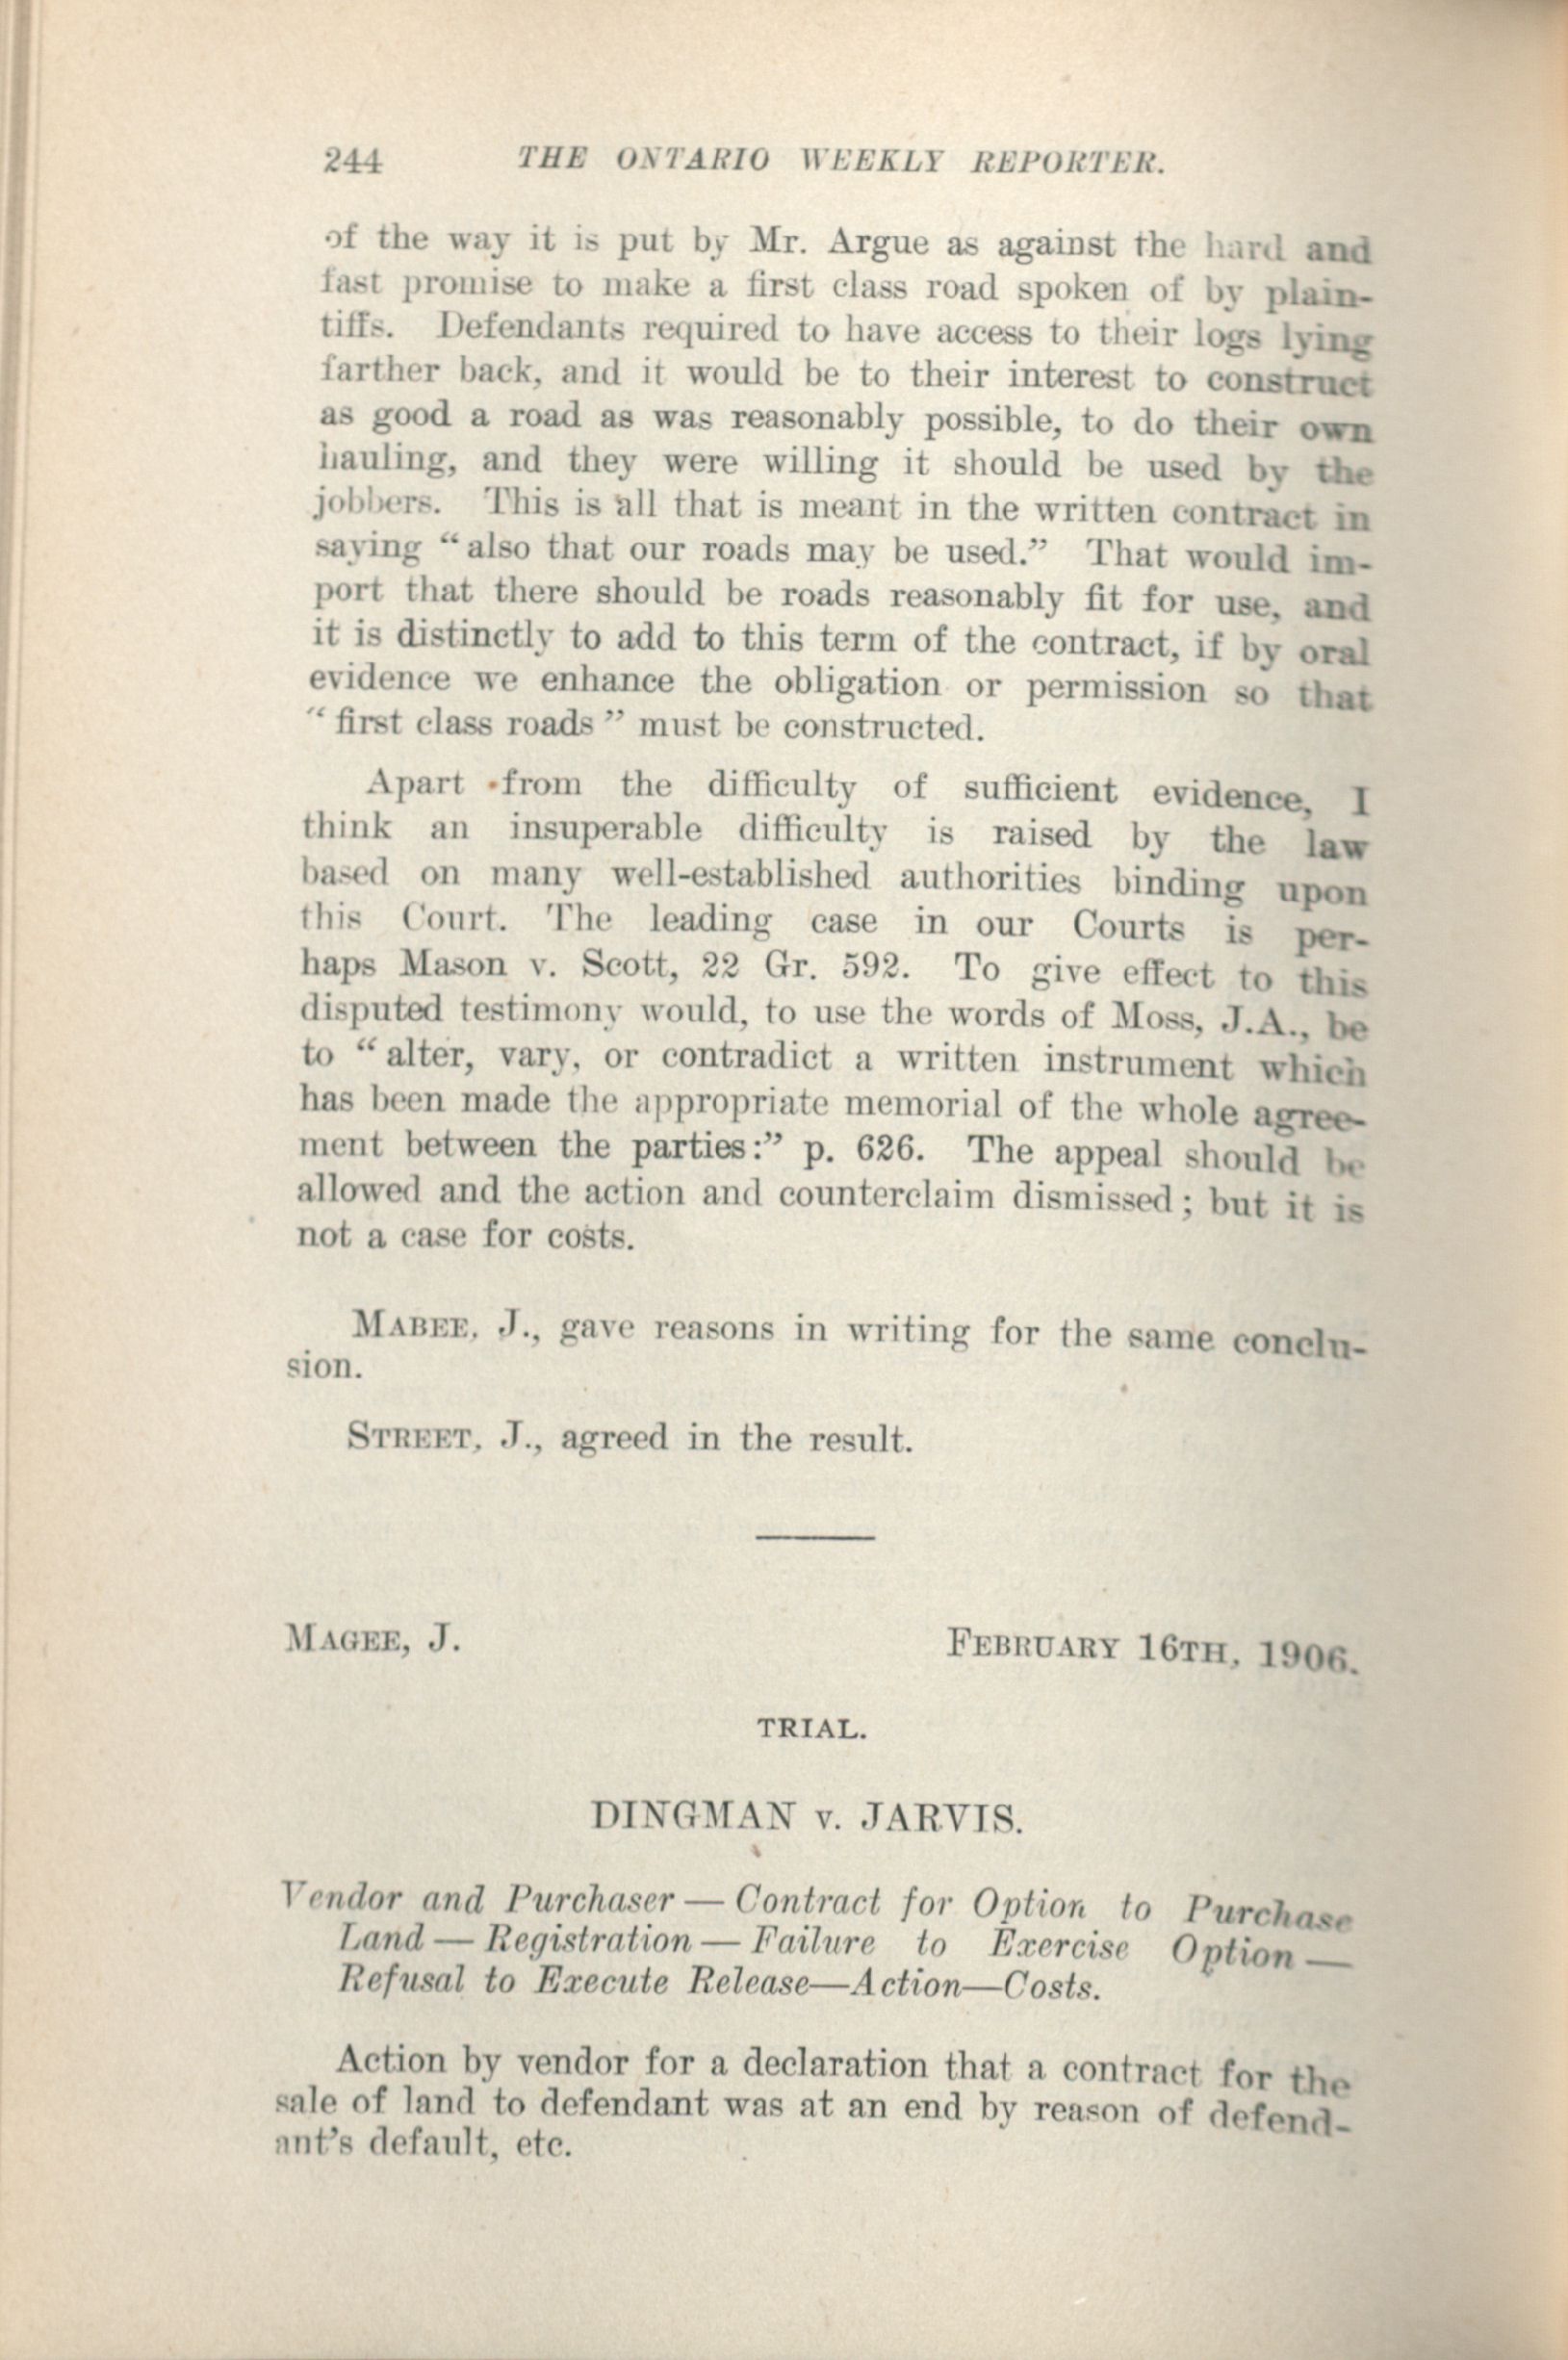 244 THE ONTARIO WEEKLY REPORTER.
of the way it is put by Mr. Argue as against the hard and
fast promise to make a first class road spoken of by plain-
tiffs. Defendants required to have access to their logs lying
farther back, and it would be to their interest to construct
as good a road as was reasonably possible, to do their own
hauling, and they were willing it should be used by the
jobbers. This is all that is meant in the written contract in
saying “also that our roads may be used.” That would im-
port that there should be roads reasonably fit for use, and
it is distinctly to add to this term of the contract, if by oral
evidence we enhance the obligation or permission so that
“first class roads” must be constructed.
Apart from the difficulty of sufficient evidence, I
think an insuperable difficulty is raised by the law
based on many well-established authorities binding upon
this Court. The leading case in our Courts is per-
haps Mason v. Scott, 22 Gr. 592. To give effect to this
disputed testimony would, to use the words of Moss, J.A., be
to “alter, vary, or contradict a written instrument which
has been made the appropriate memorial of the whole agree-
ment between the parties:” p. 626. The appeal should be
allowed and the action and counterclaim dismissed; but it is
not a case for costs.
MABEE, J., gave reasons in writing for the same conclu-
sion.
STREET, J., agreed in the result.
MAGEE, J. FEBRUARY 16TH, 1906.
TRIAL.
DINGMAN v. JARVIS.
Vendor and Purchaser — Contract for Option to Purchase
Land — Registration — Failure to Exercise Option —
Refusal to Execute Release—Action—Costs.
Action by vendor for a declaration that a contract for the
sale of land to defendant was at an end by reason of defend-
ant's default, etc.